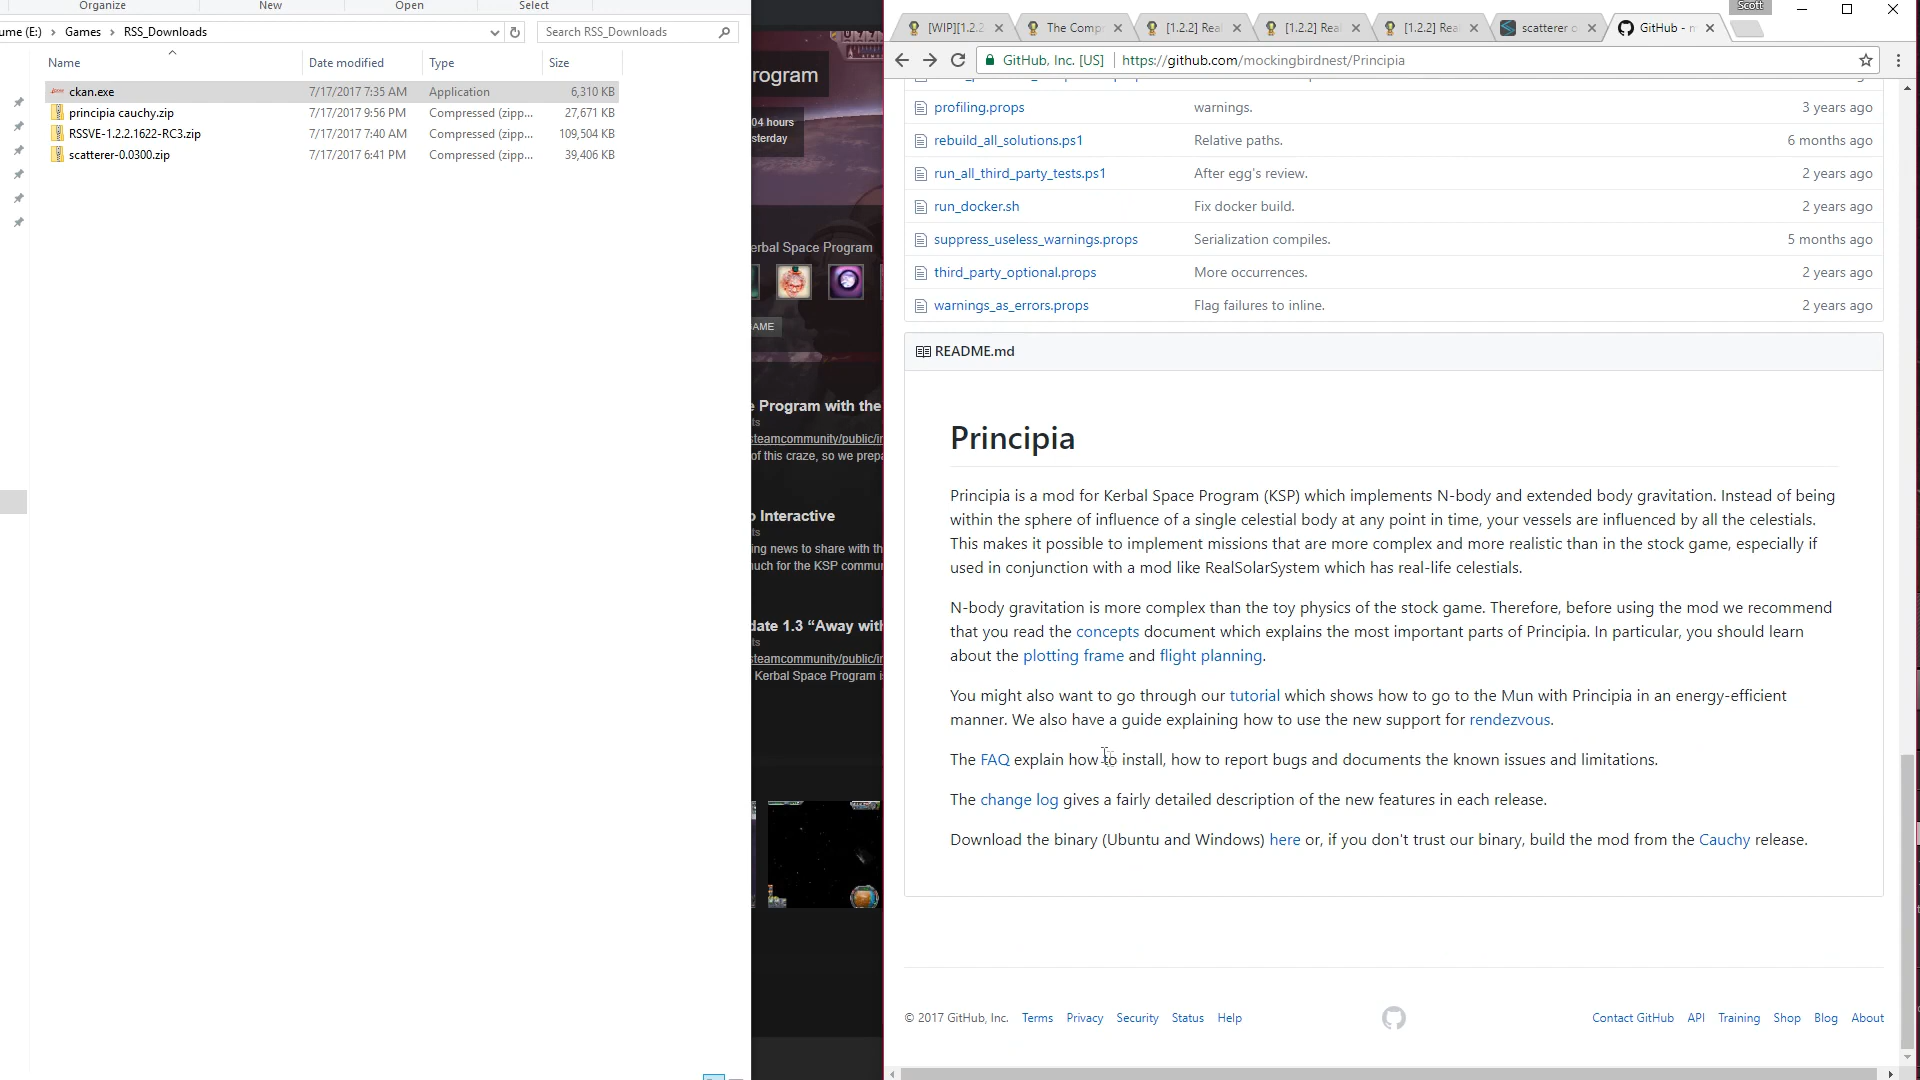 Organize New Open Select
ume (E:) › Games › RSS_Downloads
Search RSS_Downloads
Name Date modified Type Size
ckan.exe 7/17/2017 7:35 AM Application 6,310 KB
principia cauchy.zip 7/17/2017 9:56 PM Compressed (zipp... 27,671 KB
RSSVE-1.2.2.1622-RC3.zip 7/17/2017 7:40 AM Compressed (zipp... 109,504 KB
scatterer-0.0300.zip 7/17/2017 6:41 PM Compressed (zipp... 39,406 KB
rogram
04 hours
sterday
erbal Space Program
AME
e Program with the
ts
steamcommunity/public/in
of this craze, so we prepa
o Interactive
ts
ing news to share with th
much for the KSP commun
date 1.3 “Away with
ts
steamcommunity/public/in
Kerbal Space Program i
Scott
[WIP][1.2.2 The Comp [1.2.2] Real [1.2.2] Real [1.2.2] Real scatterer o GitHub - m
GitHub, Inc. [US] https://github.com/mockingbirdnest/Principia
profiling.props warnings. 3 years ago
rebuild_all_solutions.ps1 Relative paths. 6 months ago
run_all_third_party_tests.ps1 After egg's review. 2 years ago
run_docker.sh Fix docker build. 2 years ago
suppress_useless_warnings.props Serialization compiles. 5 months ago
third_party_optional.props More occurrences. 2 years ago
warnings_as_errors.props Flag failures to inline. 2 years ago
README.md
Principia
Principia is a mod for Kerbal Space Program (KSP) which implements N-body and extended body gravitation. Instead of being
within the sphere of influence of a single celestial body at any point in time, your vessels are influenced by all the celestials.
This makes it possible to implement missions that are more complex and more realistic than in the stock game, especially if
used in conjunction with a mod like RealSolarSystem which has real-life celestials.
N-body gravitation is more complex than the toy physics of the stock game. Therefore, before using the mod we recommend
that you read the concepts document which explains the most important parts of Principia. In particular, you should learn
about the plotting frame and flight planning.
You might also want to go through our tutorial which shows how to go to the Mun with Principia in an energy-efficient
manner. We also have a guide explaining how to use the new support for rendezvous.
The FAQ explain how to install, how to report bugs and documents the known issues and limitations.
The change log gives a fairly detailed description of the new features in each release.
Download the binary (Ubuntu and Windows) here or, if you don't trust our binary, build the mod from the Cauchy release.
© 2017 GitHub, Inc. Terms Privacy Security Status Help
Contact GitHub API Training Shop Blog About